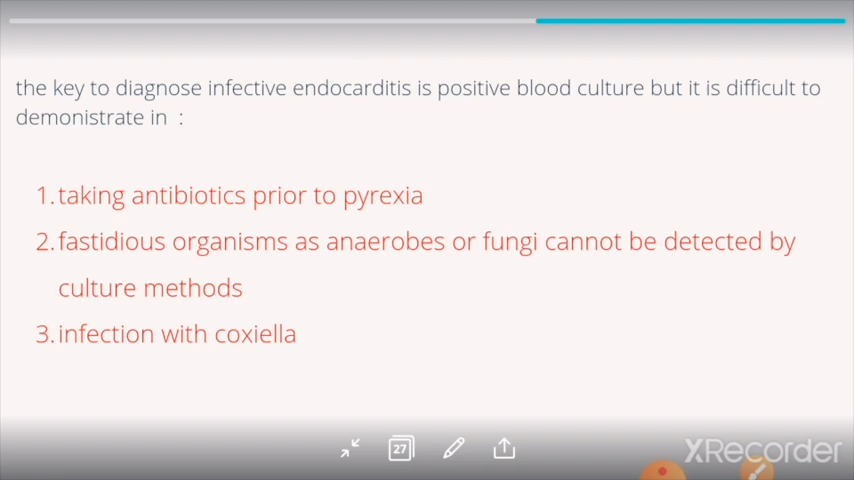 the key to diagnose infective endocarditis is positive blood culture but it is difficult to
demonistrate in :
1. taking antibiotics prior to pyrexia
2. fastidious organisms as anaerobes or fungi cannot be detected by
culture methods
3. infection with coxiella
27
XRecorder